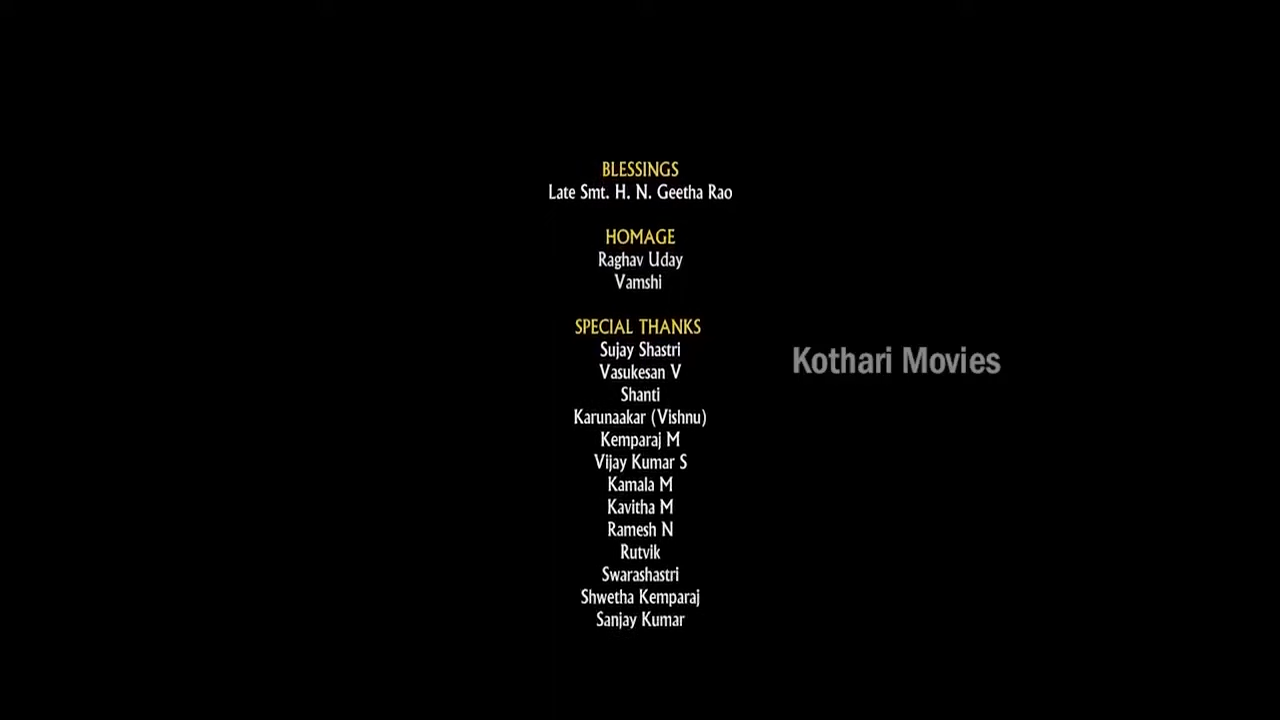 BLESSINGS
Late Smt. H. N. Geetha Rao
HOMAGE
Raghav Uday
Vamshi
SPECIAL THANKS
Sujay Shastri
Vasukesan V
Shanti
Karunaakar (Vishnu)
Kemparaj M
Vijay Kumar S
Kamala M
Kavitha M
Ramesh N
Rutvik
Swarashastri
Shwetha Kemparaj
Sanjay Kumar
Kothari Movies